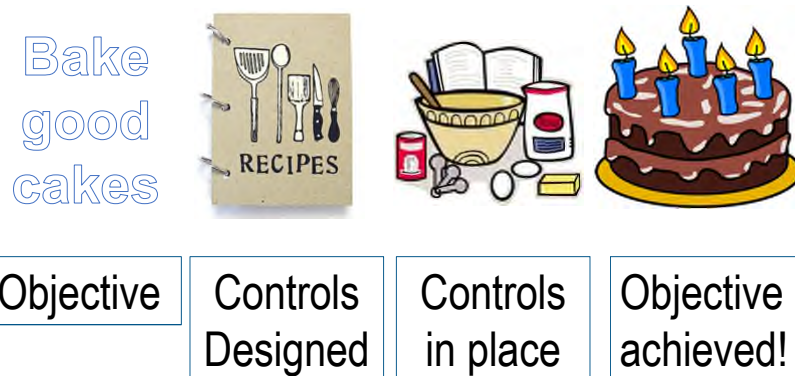 Bake
good
cakes
RECIPES
Objective
Controls
Designed
Controls
in place
Objective
achieved!